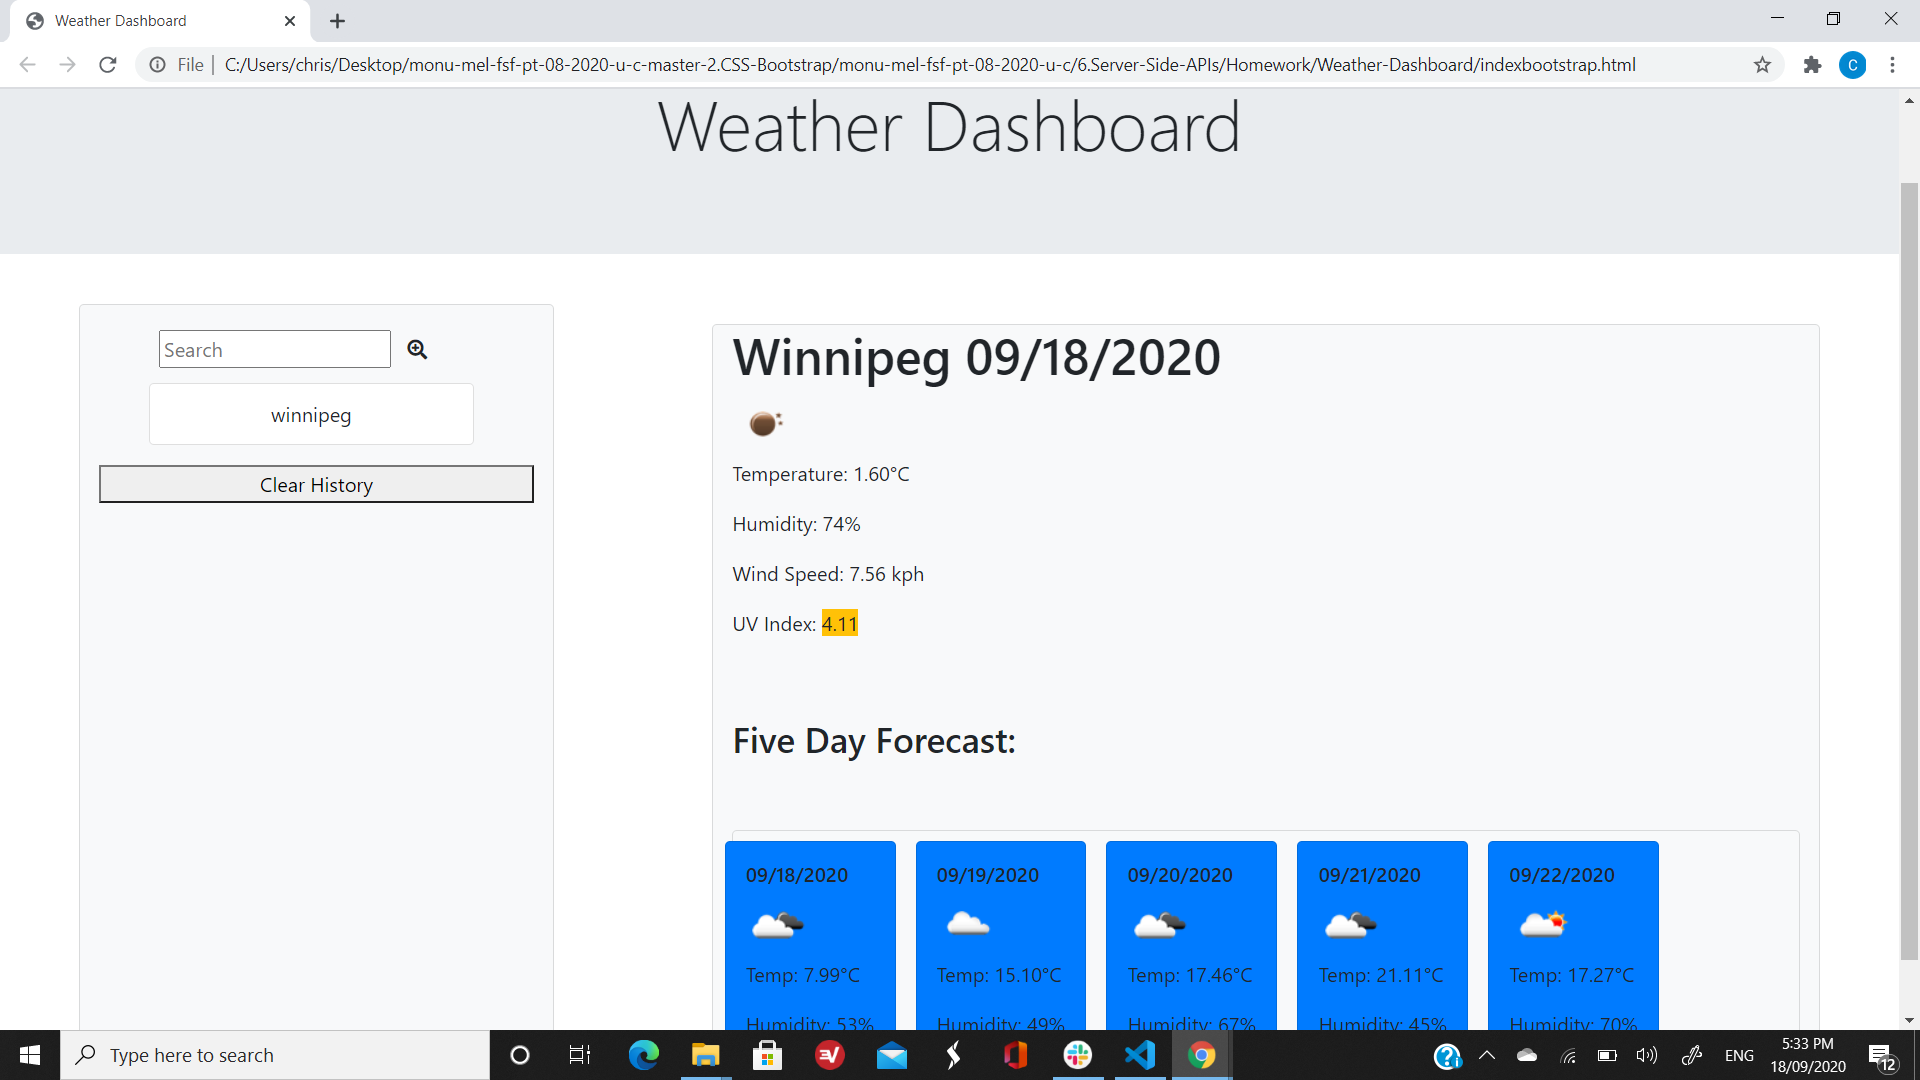 Weather Dashboard
File | C:/Users/chris/Desktop/monu-mel-fsf-pt-08-2020-u-c-master-2.CSS-Bootstrap/monu-mel-fsf-pt-08-2020-u-c/6.Server-Side-APIs/Homework/Weather-Dashboard/indexbootstrap.html
C
Weather Dashboard
Search
winnipeg
Clear History
Winnipeg 09/18/2020
Temperature: 1.60°C
Humidity: 74%
Wind Speed: 7.56 kph
UV Index: 4.11
Five Day Forecast:
09/18/2020 09/19/2020 09/20/2020 09/21/2020 09/22/2020
Temp: 7.99°C Temp: 15.10°C Temp: 17.46°C Temp: 21.11°C Temp: 17.27°C
Humidity: 53% Humidity: 49% Humidity: 67% Humidity: 45% Humidity: 70%
Type here to search
ENG
5:33 PM
18/09/2020
12